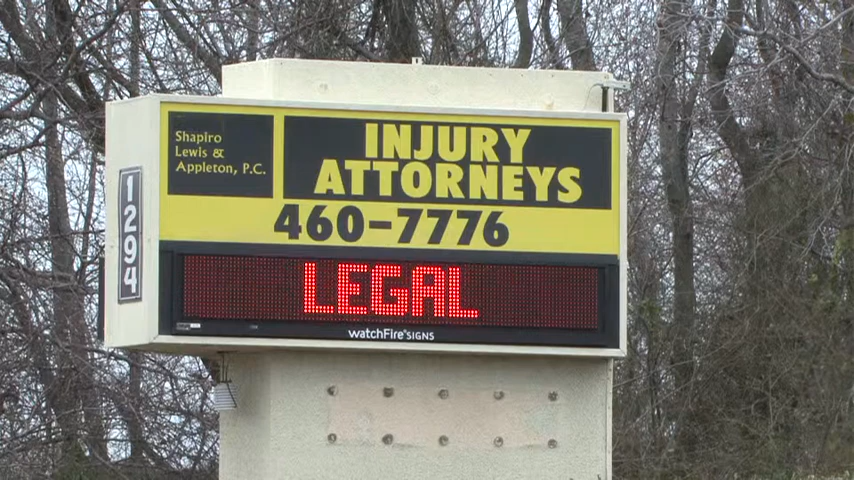 Shapiro
Lewis &
Appleton, P.C.
INJURY
ATTORNEYS
460-7776
1294
LEGAL
watchFire®SIGNS